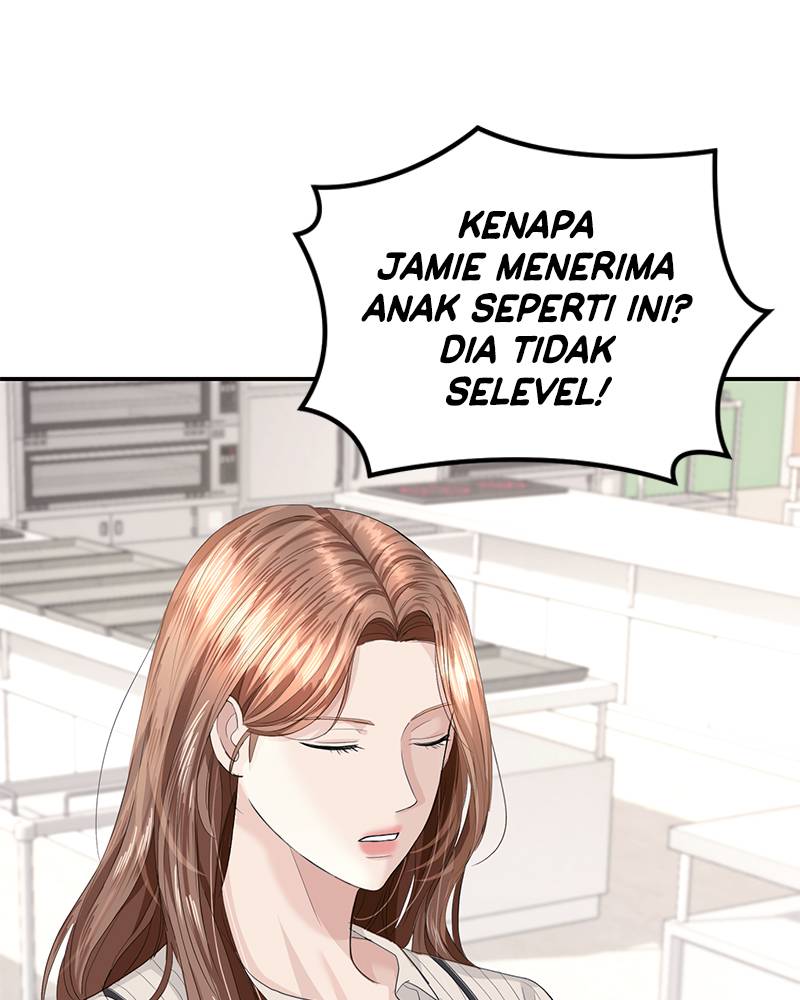 KENAPA
JAMIE MENERIMA
ANAK SEPERTI INI?
DIA TIDAK
SELEVEL!